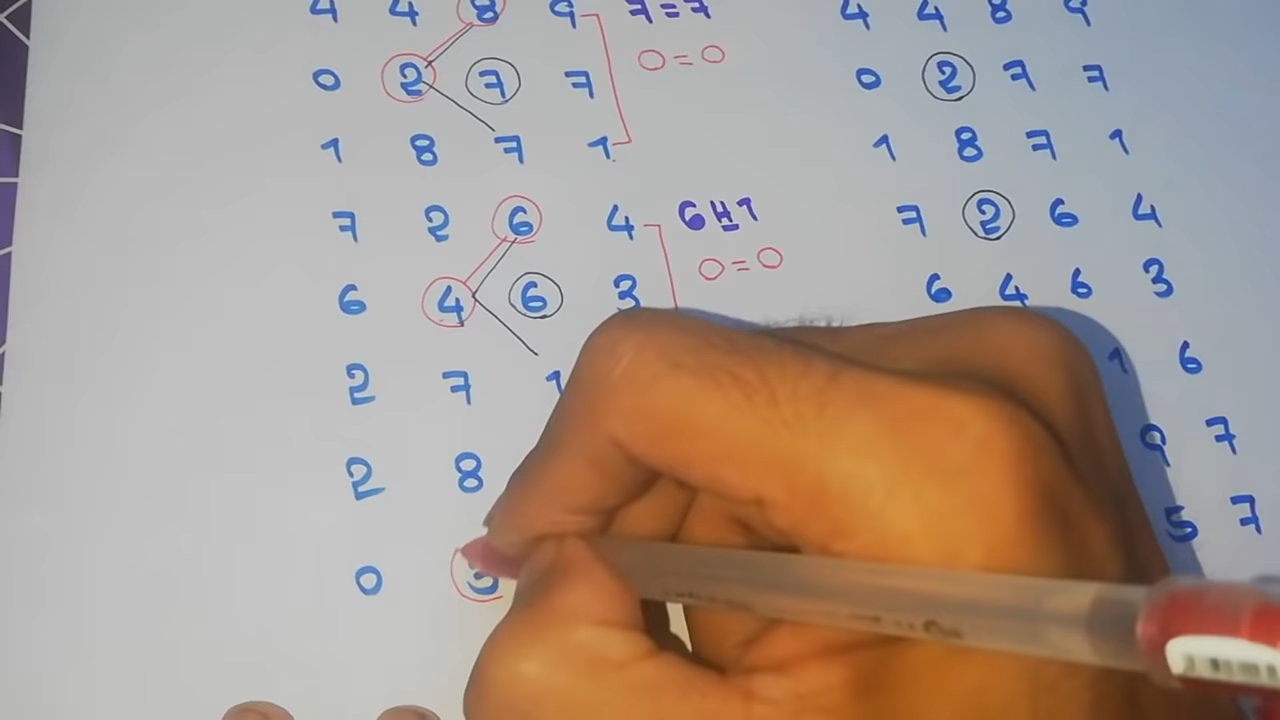 4 4 8 9 7=7 4 4 8 9
0 2 7 7 0=0 0 2 7 7
1 8 7 1 1 8 7 1
7 2 6 4 6H1 7 2 6 4
6 4 6 3 0=0 6 4 6 3
2 7 1 1 6
2 8 9 7
0 5 7